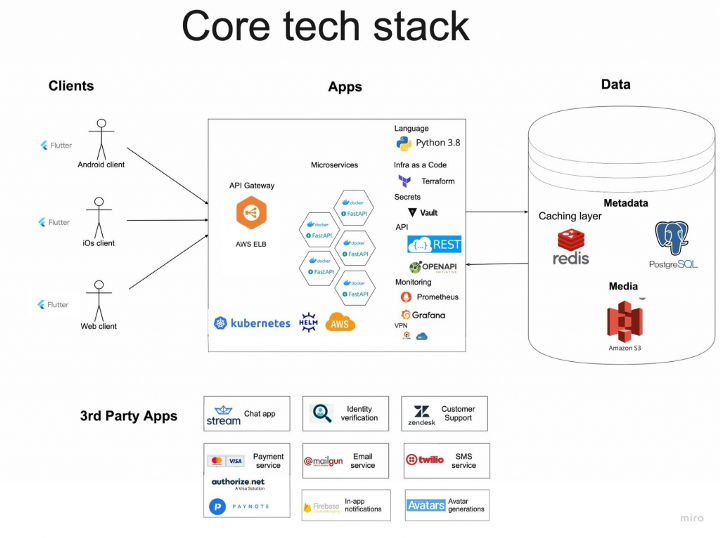 Core tech stack
Clients
Apps
Data
Flutter
Android client
Flutter
iOs client
Flutter
Web client
API Gateway
AWS ELB
Microservices
docker
FastAPI
docker
FastAPI
docker
FastAPI
docker
FastAPI
docker
FastAPI
kubernetes
HELM
AWS
Language
Python 3.8
Infra as a Code
Terraform
Secrets
Vault
API
{...} REST
OPENAPI
INITIATIVE
Monitoring
Prometheus
Grafana
VPN
Metadata
Caching layer
redis
PostgreSQL
Media
Amazon S3
3rd Party Apps
stream
Chat app
Identity
verification
zendesk
Customer
Support
VISA
Payment
service
authorize.net
A Visa Solution
P PAYNOTE
@mailgun
Email
service
twilio
SMS
service
Firebase
In-app
notifications
Avatars
Avatar
generations
miro